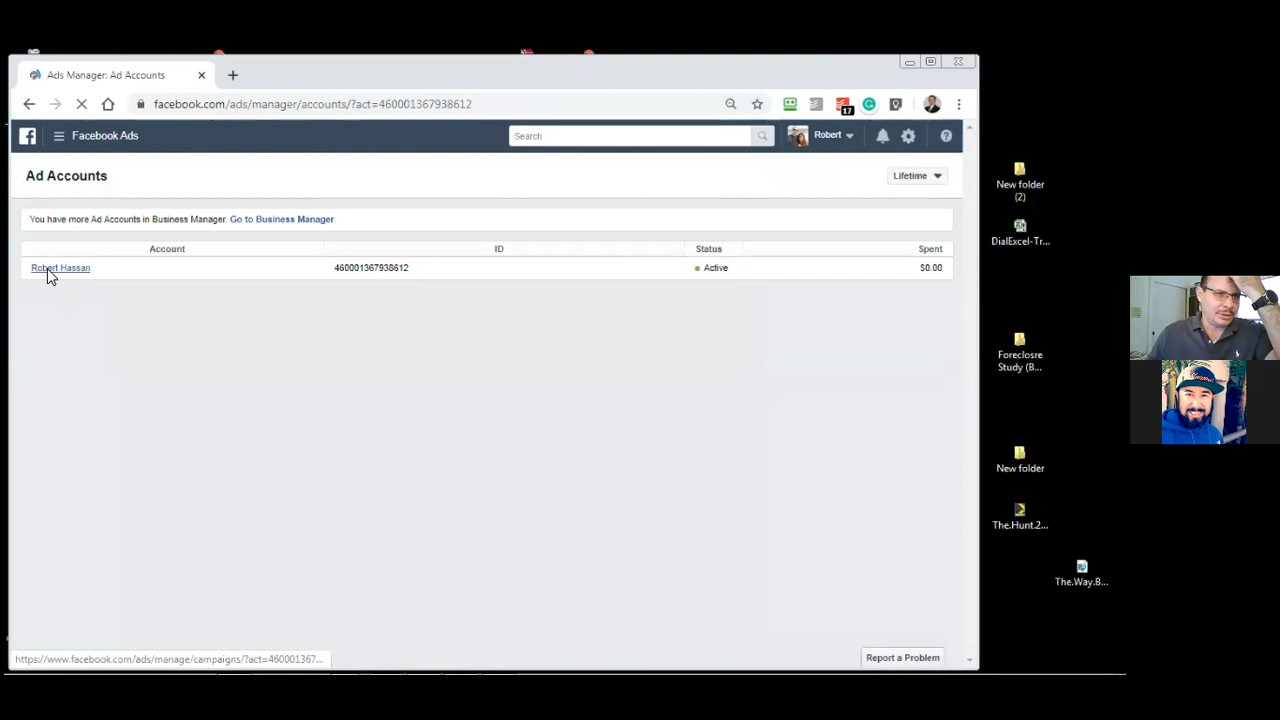 Ads Manager: Ad Accounts
facebook.com/ads/manager/accounts/?act=460001367938612
17
Facebook Ads
Search
Robert
Ad Accounts
Lifetime
You have more Ad Accounts in Business Manager. Go to Business Manager.
Account ID Status Spent
Robert Hassan 460001367938612 Active $0.00
https://www.facebook.com/ads/manage/campaigns/?act=460001367...
Report a Problem
New folder
(2)
DialExcel-Tr...
Foreclosre
Study (B...
New folder
The.Hunt.2...
The.Way.B...